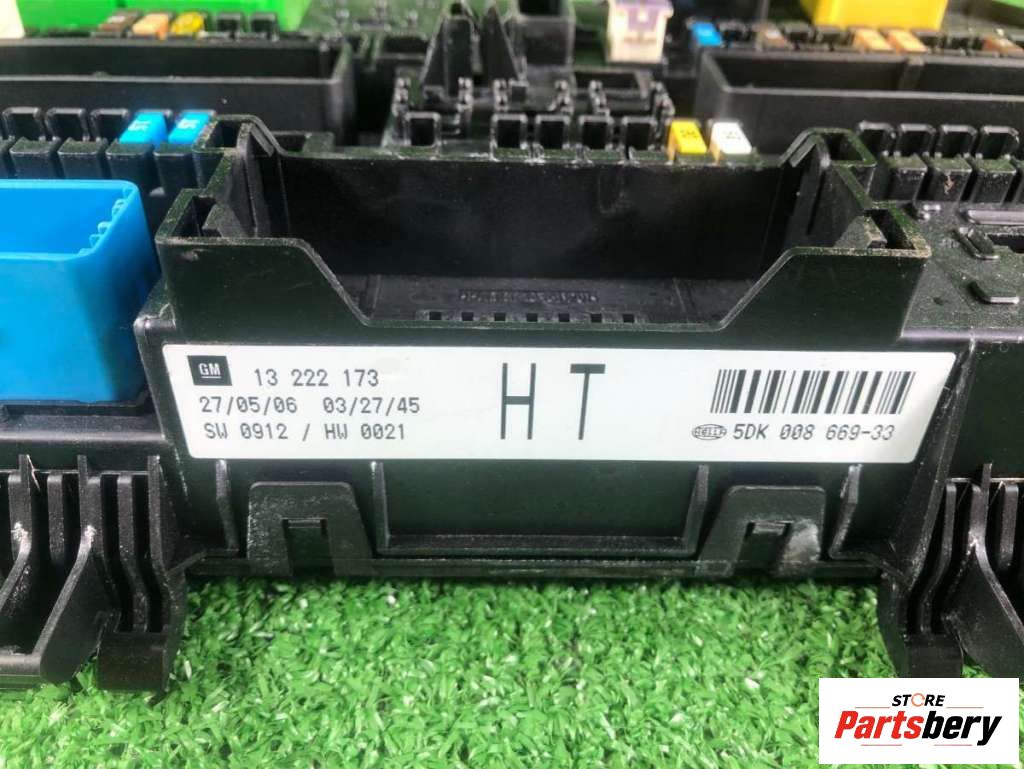 GM 13 222 173
27/05/06 03/27/45
SW 0912 / HW 0021
HT
HELLA 5DK 008 669-33
STORE
Partsbery